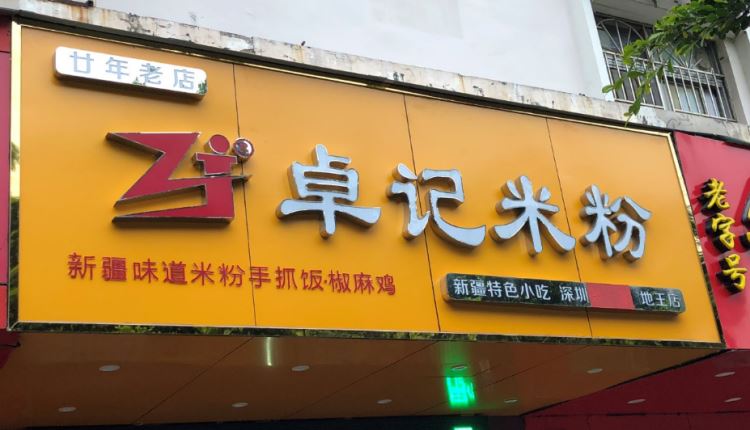 廿年老店
ZJ
卓记米粉
新疆味道米粉手抓饭·椒麻鸡
新疆特色小吃 深圳 地王店
老字号